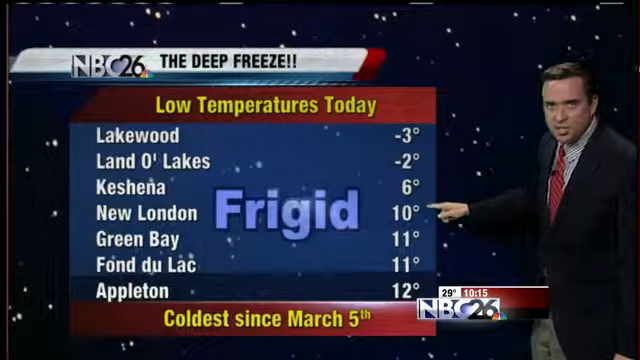 NBC26 THE DEEP FREEZE!!
Low Temperatures Today
Lakewood -3°
Land O' Lakes -2°
Keshena 6°
New London 10°
Green Bay 11°
Fond du Lac 11°
Appleton 12°
Frigid
Coldest since March 5th
29° 10:15
NBC26